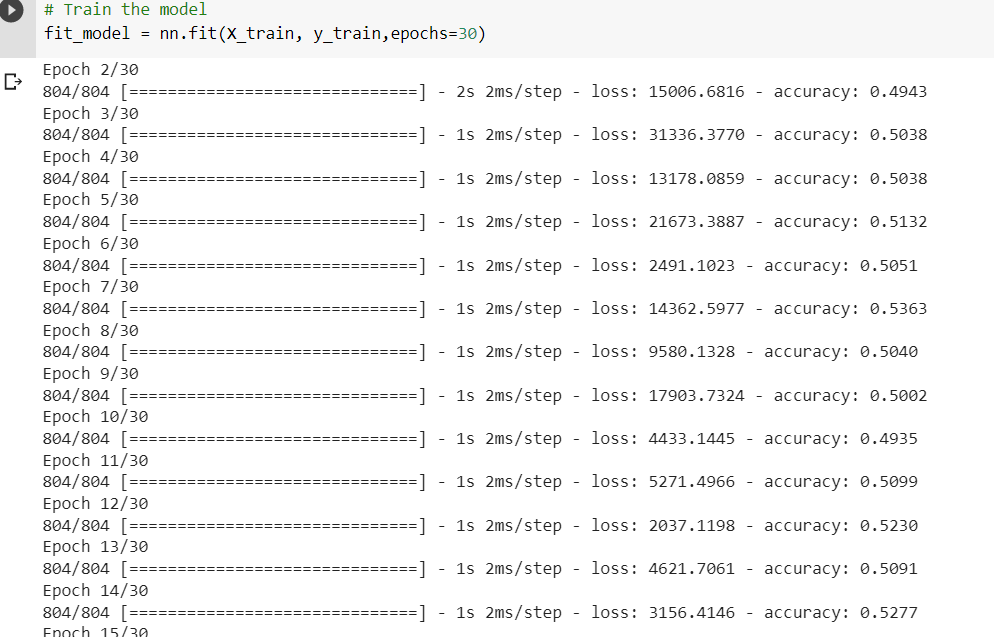 # Train the model
fit_model = nn.fit(X_train, y_train,epochs=30)
Epoch 2/30
804/804 [==============================] - 2s 2ms/step - loss: 15006.6816 - accuracy: 0.4943
Epoch 3/30
804/804 [==============================] - 1s 2ms/step - loss: 31336.3770 - accuracy: 0.5038
Epoch 4/30
804/804 [==============================] - 1s 2ms/step - loss: 13178.0859 - accuracy: 0.5038
Epoch 5/30
804/804 [==============================] - 1s 2ms/step - loss: 21673.3887 - accuracy: 0.5132
Epoch 6/30
804/804 [==============================] - 1s 2ms/step - loss: 2491.1023 - accuracy: 0.5051
Epoch 7/30
804/804 [==============================] - 1s 2ms/step - loss: 14362.5977 - accuracy: 0.5363
Epoch 8/30
804/804 [==============================] - 1s 2ms/step - loss: 9580.1328 - accuracy: 0.5040
Epoch 9/30
804/804 [==============================] - 1s 2ms/step - loss: 17903.7324 - accuracy: 0.5002
Epoch 10/30
804/804 [==============================] - 1s 2ms/step - loss: 4433.1445 - accuracy: 0.4935
Epoch 11/30
804/804 [==============================] - 1s 2ms/step - loss: 5271.4966 - accuracy: 0.5099
Epoch 12/30
804/804 [==============================] - 1s 2ms/step - loss: 2037.1198 - accuracy: 0.5230
Epoch 13/30
804/804 [==============================] - 1s 2ms/step - loss: 4621.7061 - accuracy: 0.5091
Epoch 14/30
804/804 [==============================] - 1s 2ms/step - loss: 3156.4146 - accuracy: 0.5277
Epoch 15/30